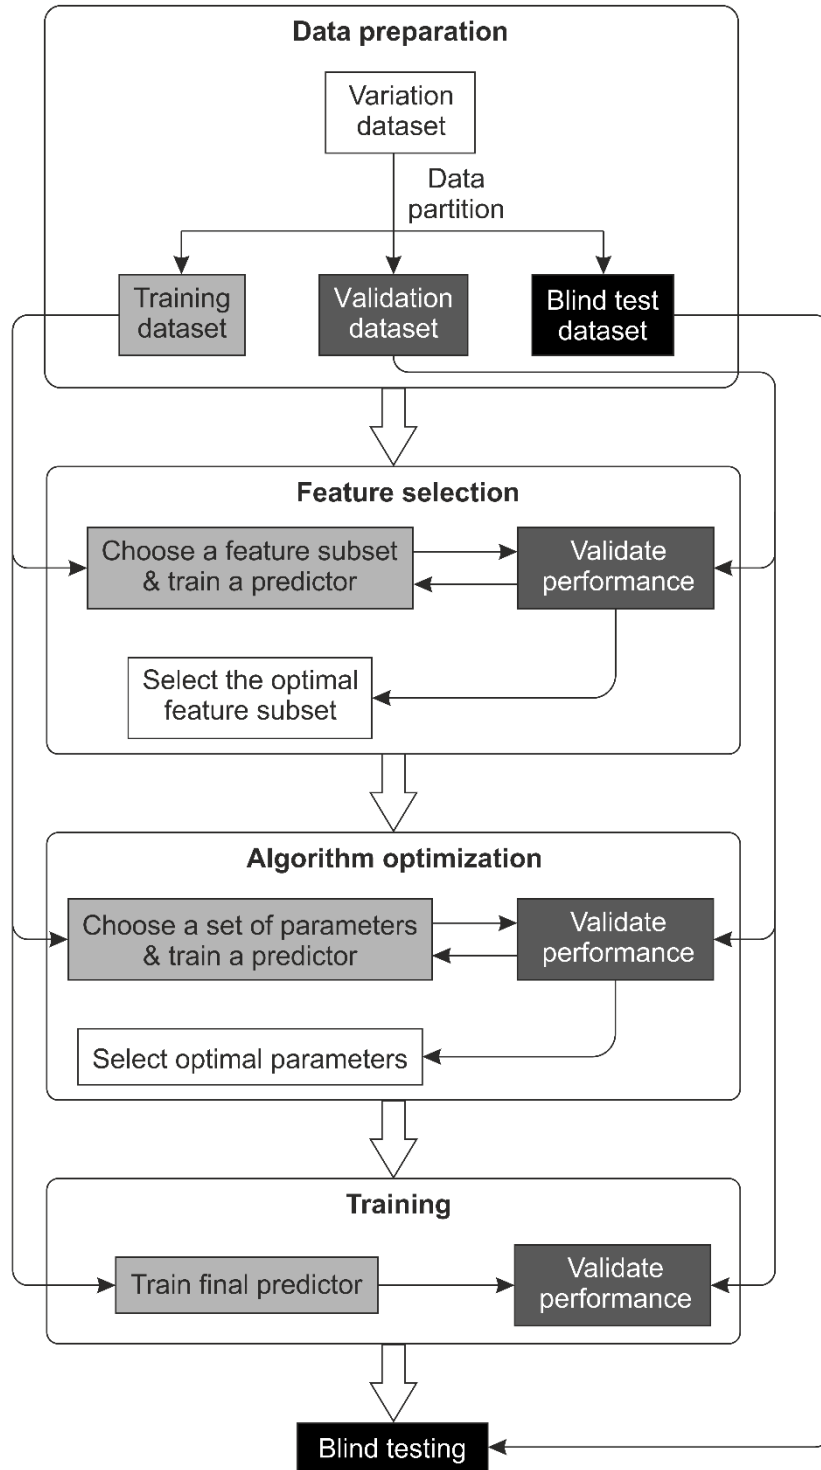 Data preparation
Variation
dataset
Data
partition
Training
dataset
Validation
dataset
Blind test
dataset
Feature selection
Choose a feature subset
& train a predictor
Validate
performance
Select the optimal
feature subset
Algorithm optimization
Choose a set of parameters
& train a predictor
Validate
performance
Select optimal parameters
Training
Train final predictor
Validate
performance
Blind testing